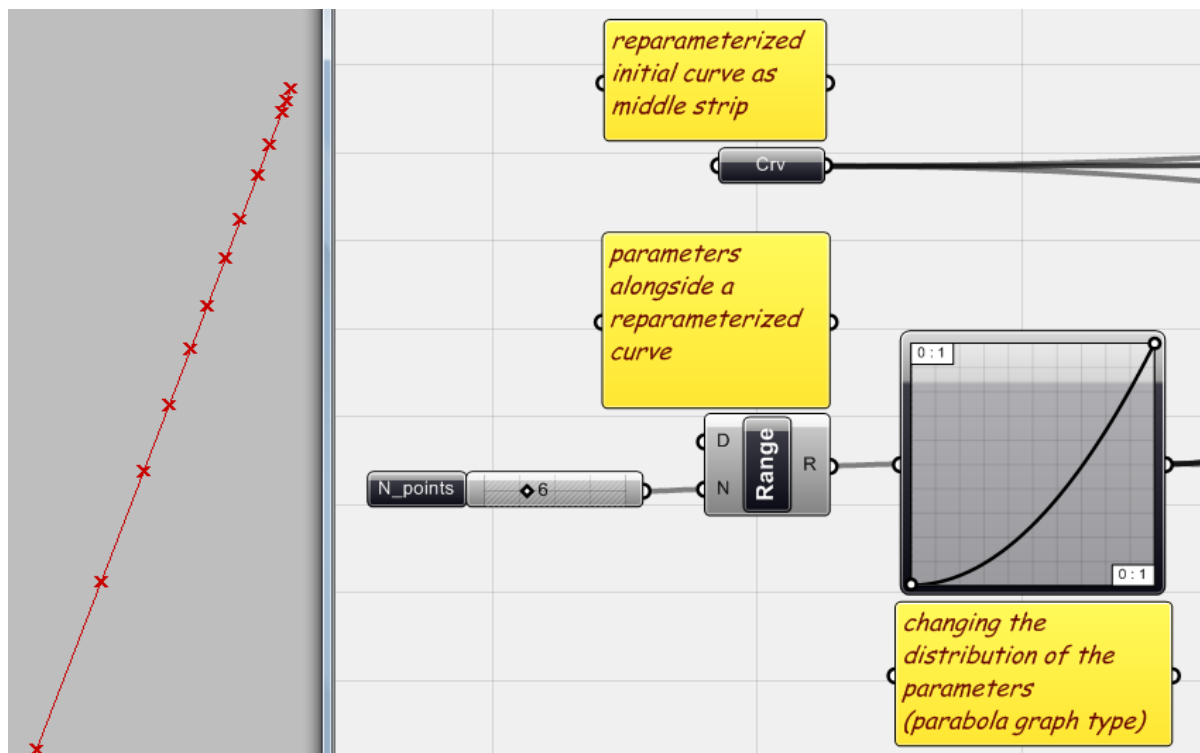 reparameterized
initial curve as
middle strip
Crv
parameters
alongside a
reparameterized
curve
D
N
Range
R
N_points
6
0 : 1
0 : 1
changing the
distribution of the
parameters
(parabola graph type)